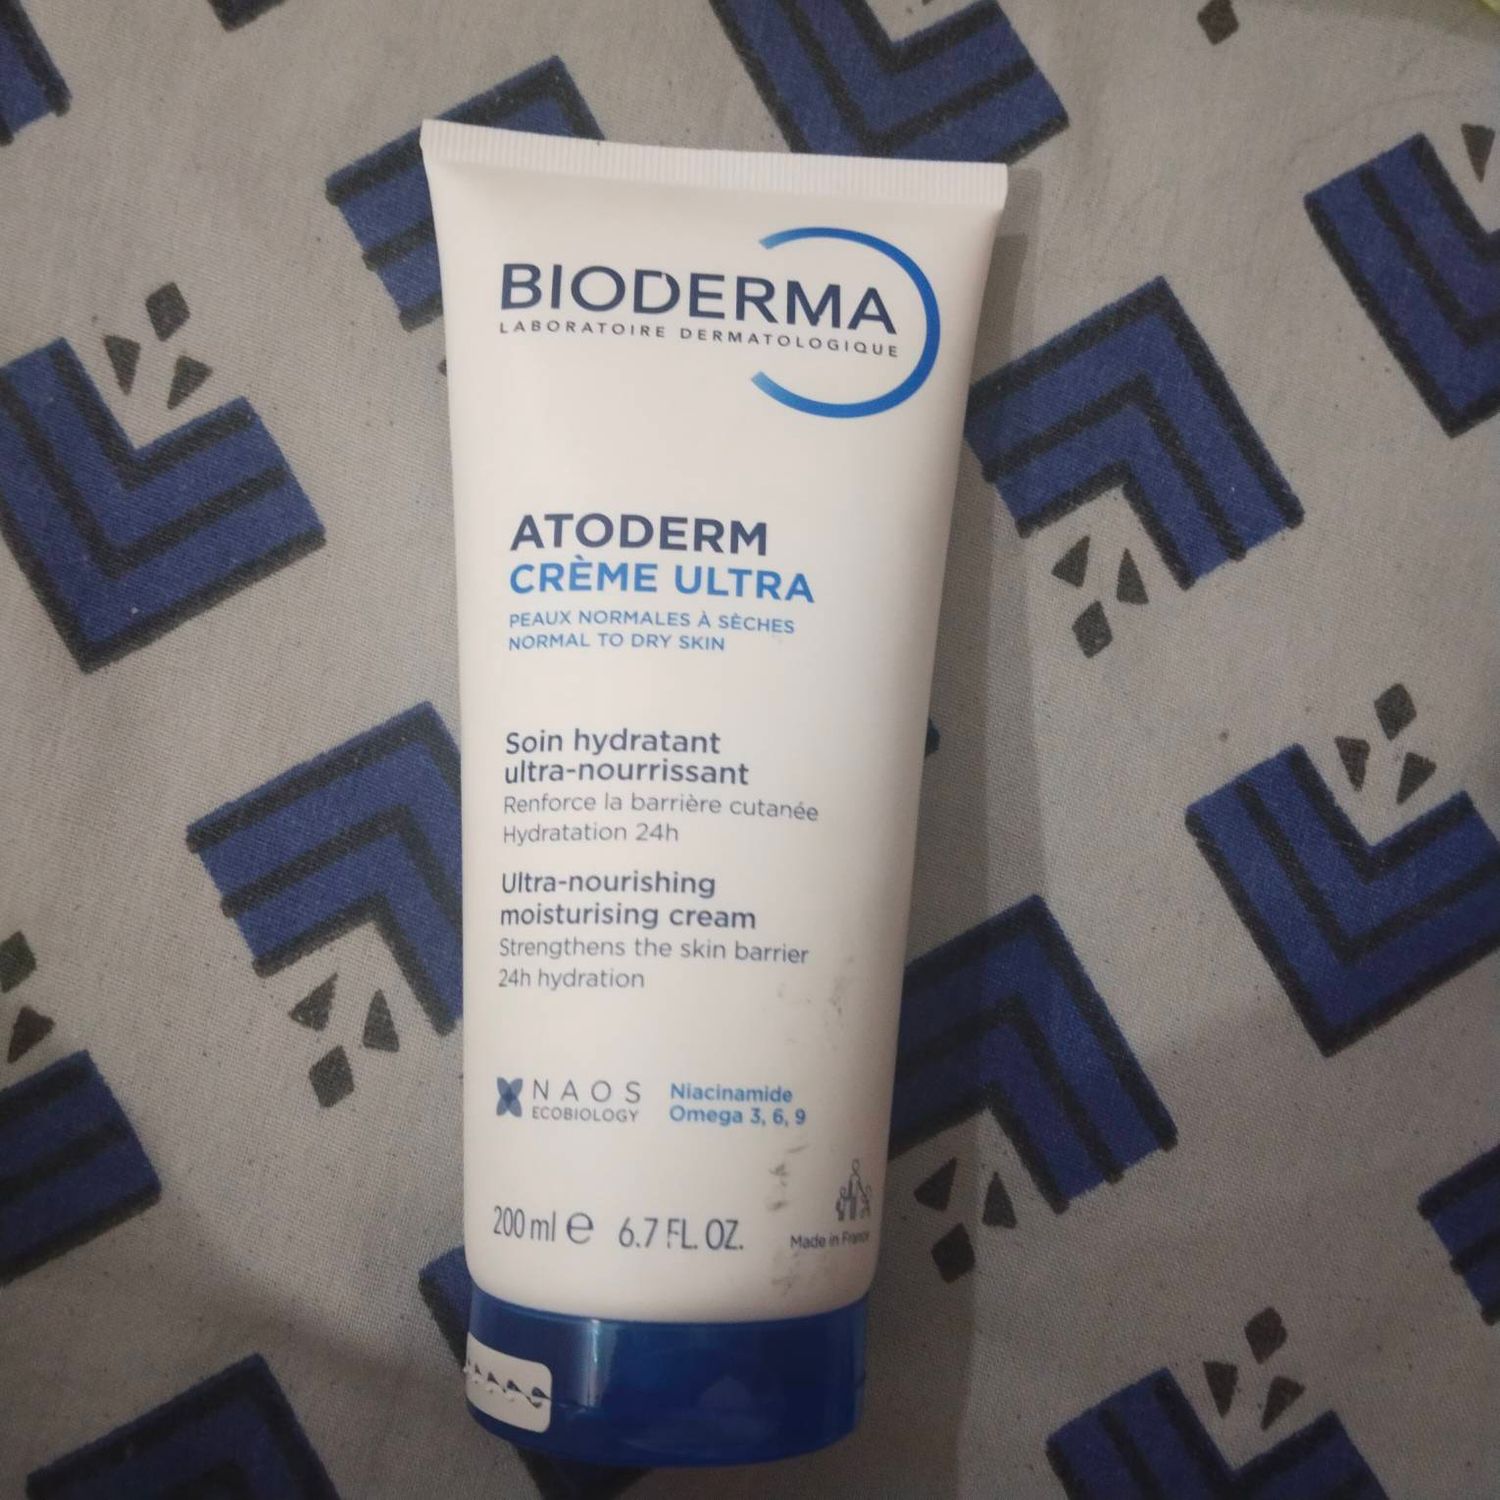 BIODERMA
LABORATOIRE DERMATOLOGIQUE
ATODERM
CRÈME ULTRA
PEAUX NORMALES À SÈCHES
NORMAL TO DRY SKIN
Soin hydratant
ultra-nourrissant
Renforce la barrière cutanée
Hydratation 24h
Ultra-nourishing
moisturising cream
Strengthens the skin barrier
24h hydration
NAOS
ECOBIOLOGY
Niacinamide
Omega 3, 6, 9
200 ml e 6.7 FL. OZ.
Made in France